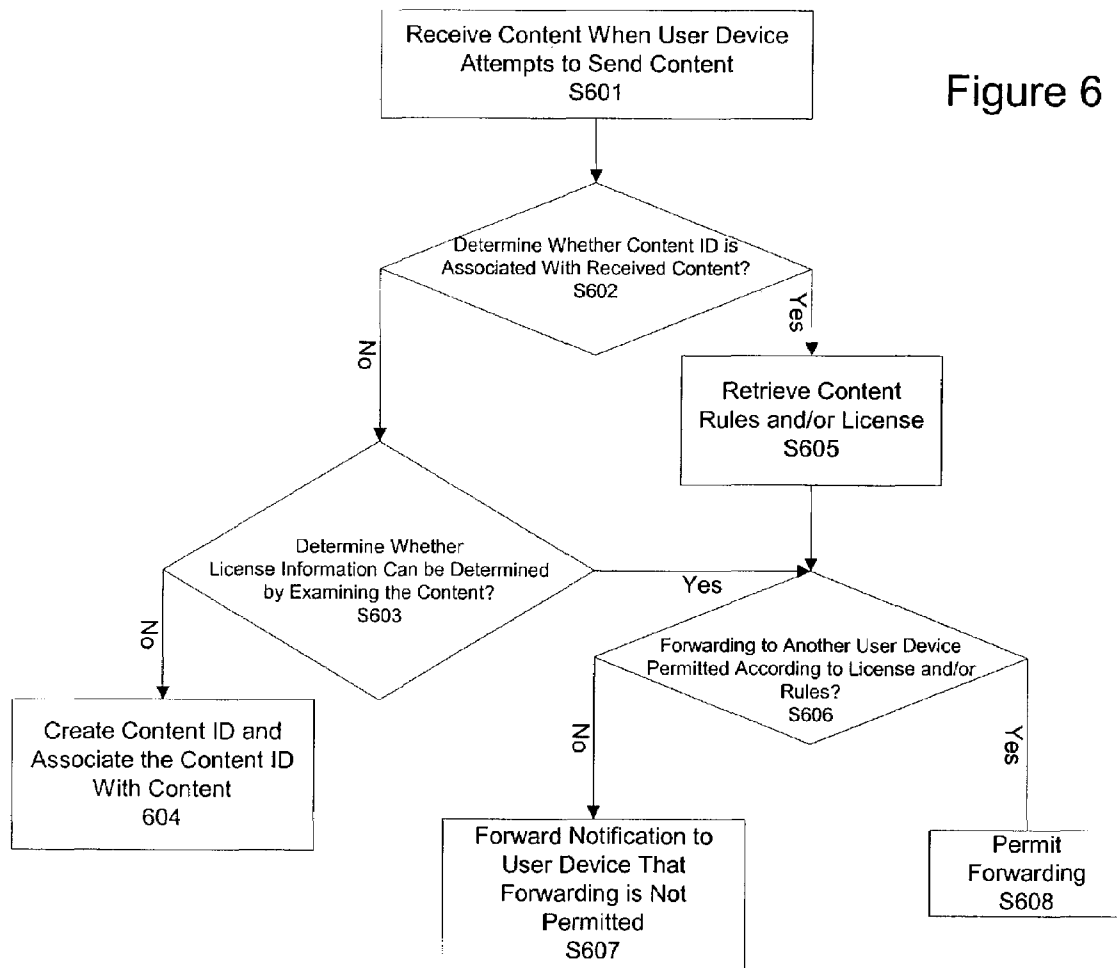 Receive Content When User Device
Attempts to Send Content
S601
Figure 6
Determine Whether Content ID is
Associated With Received Content?
S602
Yes
No
Retrieve Content
Rules and/or License
S605
Determine Whether
License Information Can be Determined
by Examining the Content?
S603
Yes
No
Forwarding to Another User Device
Permitted According to License and/or
Rules?
S606
No
Yes
Create Content ID and
Associate the Content ID
With Content
604
Forward Notification to
User Device That
Forwarding is Not
Permitted
S607
Permit
Forwarding
S608